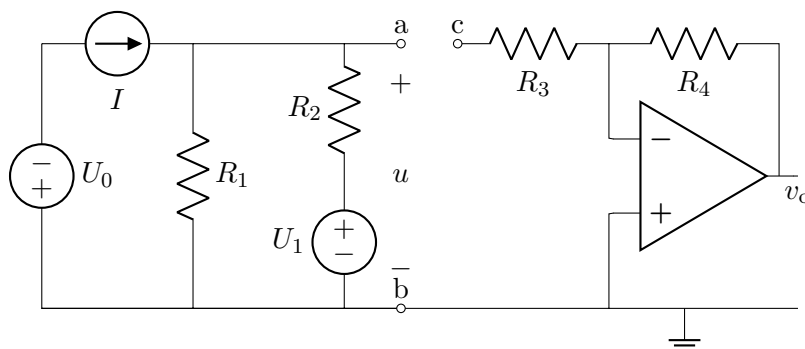 a c
+
I
R₃ R₄
R₂
−
+
U₀
R₁
u
−
+
vₒ
U₁
+
−
−
b